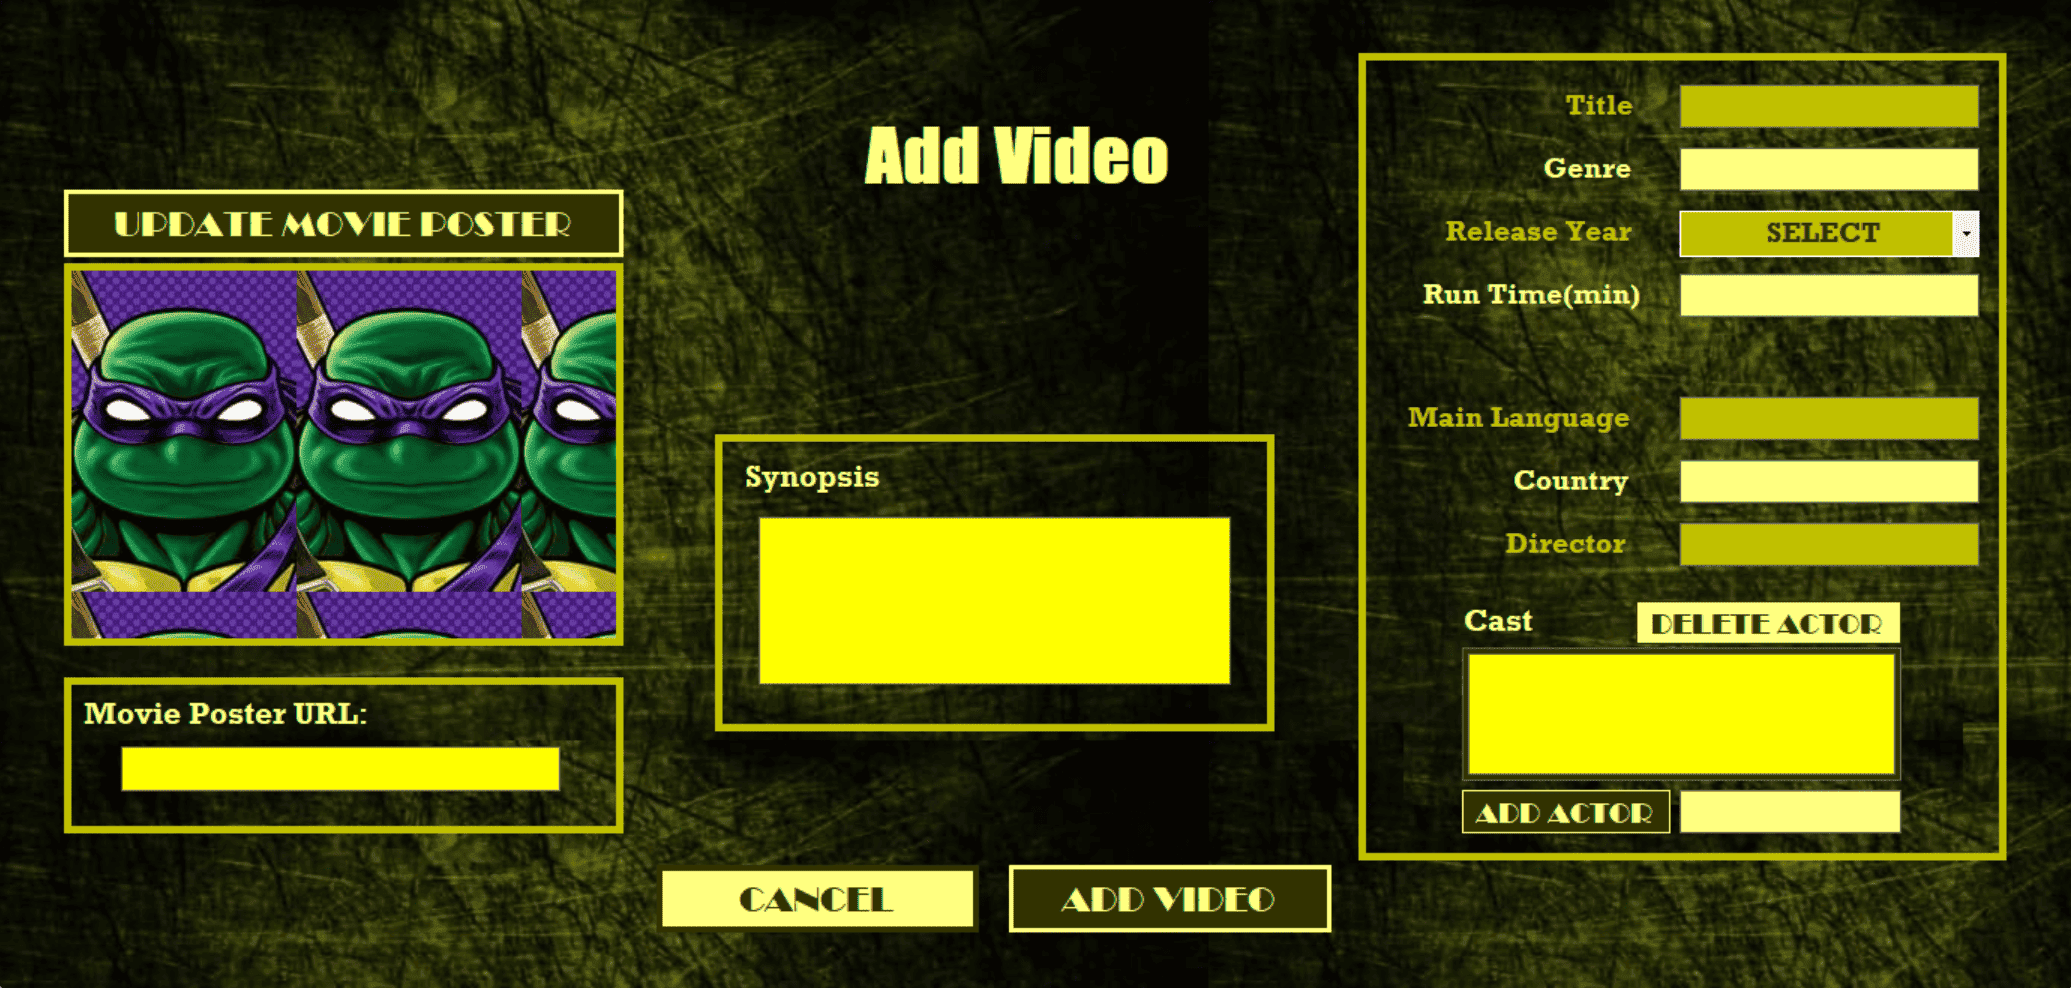 Add Video
UPDATE MOVIE POSTER
Movie Poster URL:
Synopsis
CANCEL
ADD VIDEO
Title
Genre
Release Year SELECT
Run Time(min)
Main Language
Country
Director
Cast DELETE ACTOR
ADD ACTOR